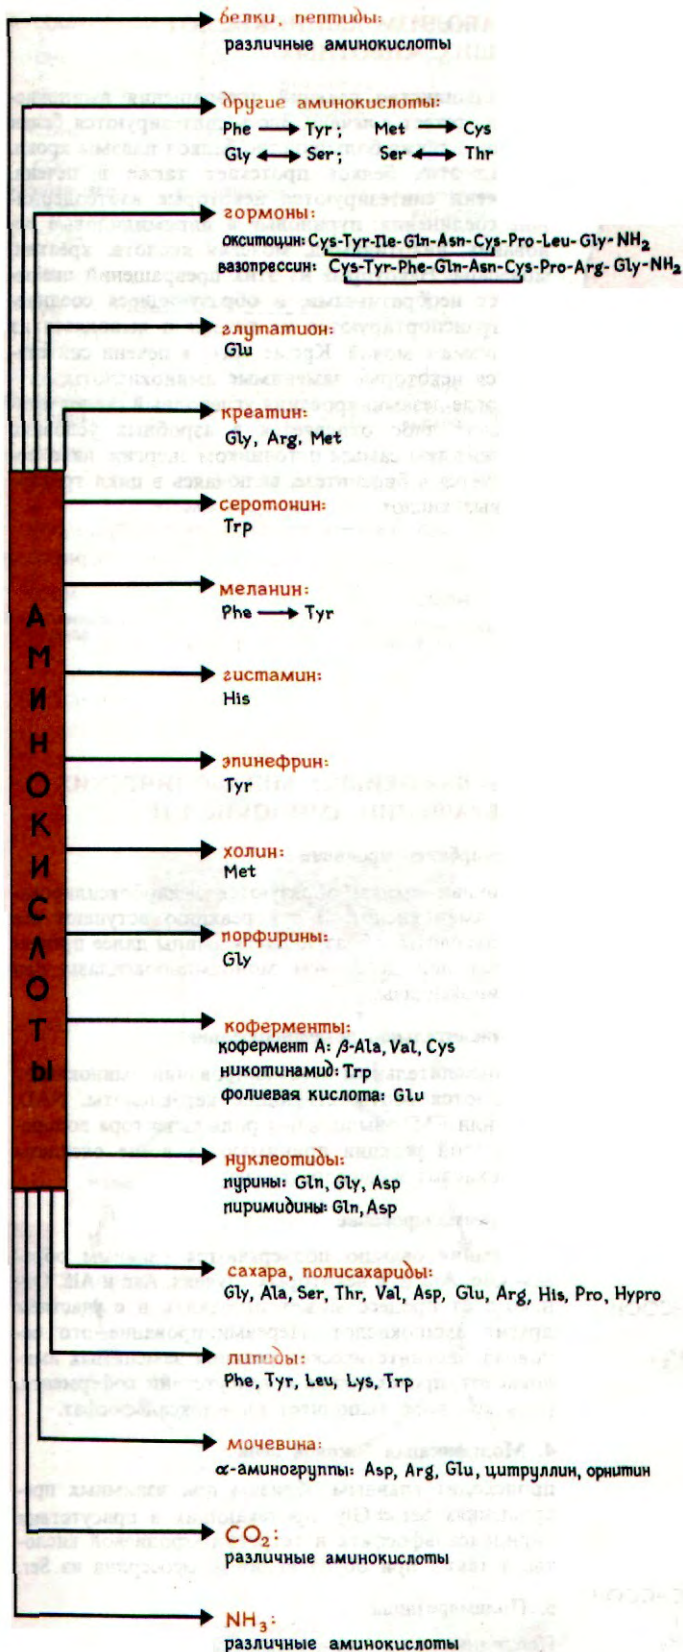 белки, пептиды:
различные аминокислоты
другие аминокислоты:
Phe → Tyr; Met → Cys
Gly ↔ Ser; Ser ↔ Thr
гормоны:
окситоцин: Cys-Tyr-Ile-Gln-Asn-Cys-Pro-Leu-Gly-NH₂
вазопрессин: Cys-Tyr-Phe-Gln-Asn-Cys-Pro-Arg-Gly-NH₂
глутатион:
Glu
креатин:
Gly, Arg, Met
серотонин:
Trp
меланин:
Phe → Tyr
гистамин:
His
эпинефрин:
Tyr
холин:
Met
порфирины:
Gly
коферменты:
кофермент А: β-Ala, Val, Cys
никотинамид: Trp
фолиевая кислота: Glu
нуклеотиды:
пурины: Gln, Gly, Asp
пиримидины: Gln, Asp
сахара, полисахариды:
Gly, Ala, Ser, Thr, Val, Asp, Glu, Arg, His, Pro, Hypro
липиды:
Phe, Tyr, Leu, Lys, Trp
мочевина:
α-аминогруппы: Asp, Arg, Glu, цитруллин, орнитин
CO₂:
различные аминокислоты
NH₃:
различные аминокислоты
АМИНОКИСЛОТЫ